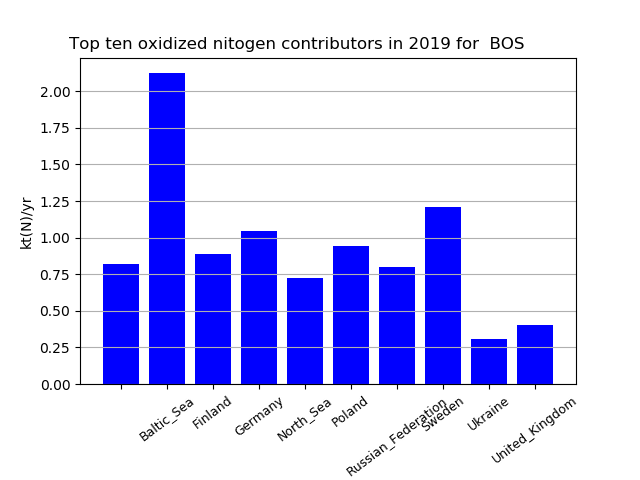 Top ten oxidized nitogen contributors in 2019 for  BOS
kt(N)/yr
2.00
1.75
1.50
1.25
1.00
0.75
0.50
0.25
0.00
Baltic_Sea
Finland
Germany
North_Sea
Poland
Russian_Federation
Sweden
Ukraine
United_Kingdom